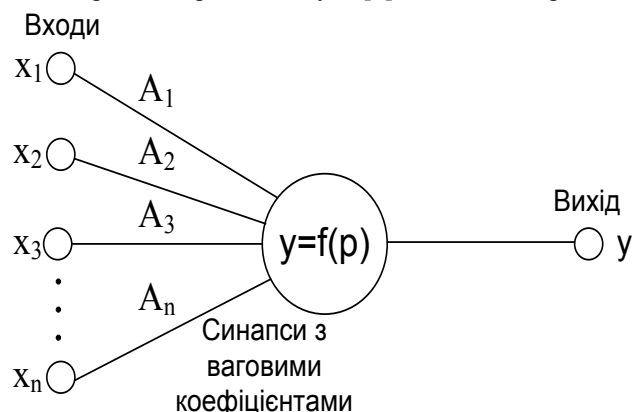 Входи
x1
A1
x2
A2
A3
x3
y=f(p)
Вихід
y
An
xn
Синапси з
ваговими
коефіцієнтами